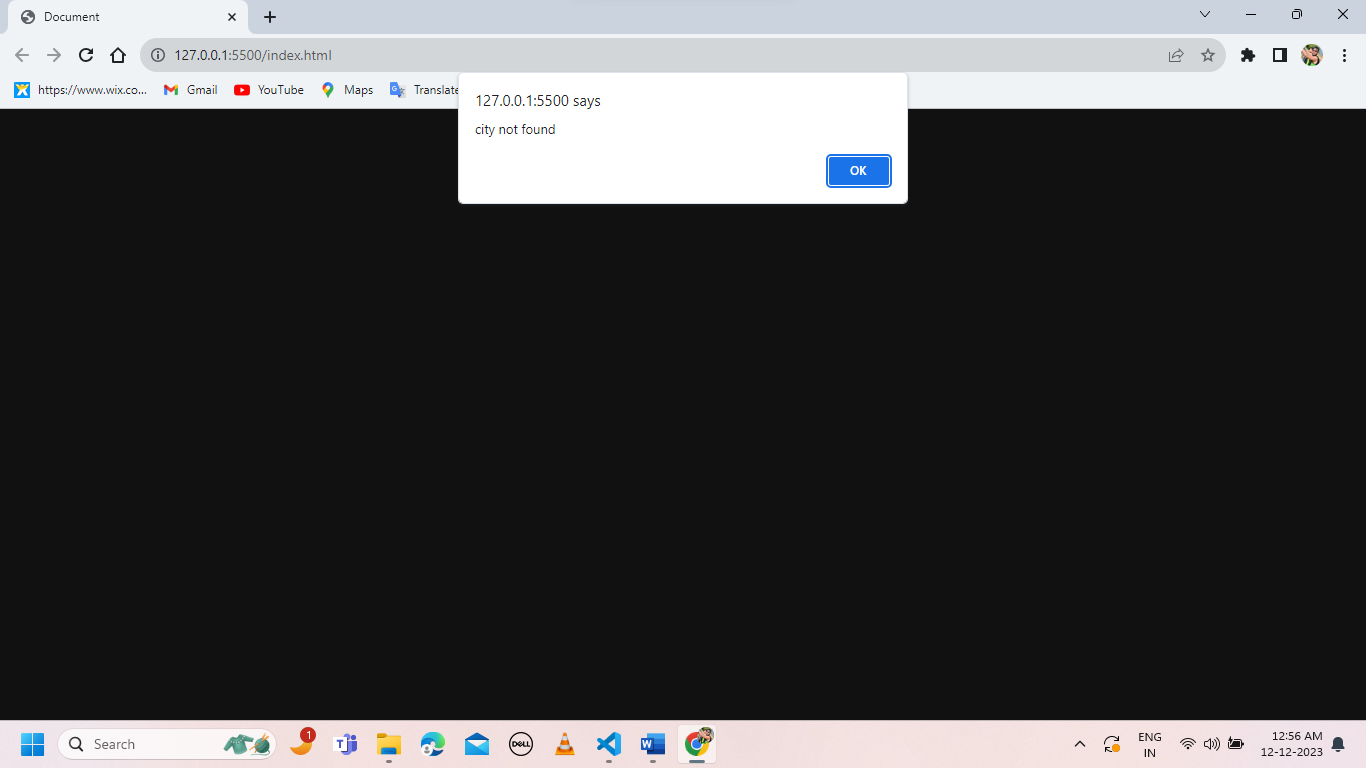 Document
127.0.0.1:5500/index.html
https://www.wix.co... Gmail YouTube Maps Translate
127.0.0.1:5500 says
city not found
OK
Search
1
DELL
W
ENG
IN
12:56 AM
12-12-2023